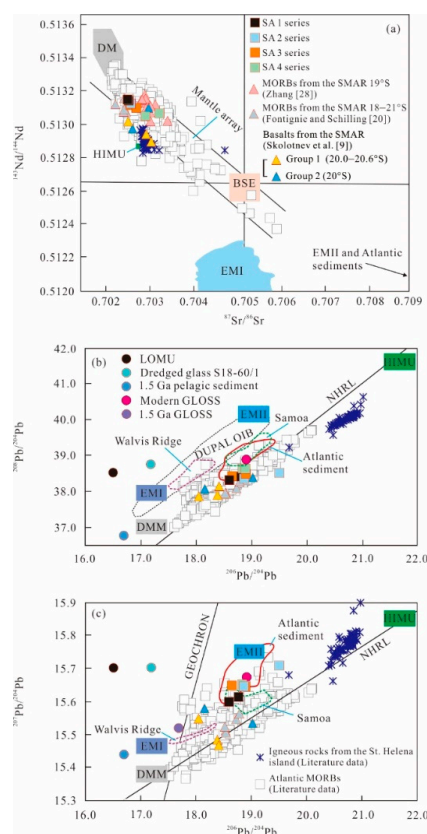 (a)
0.5136
0.5134
0.5132
0.5130
0.5128
0.5126
0.5124
0.5122
0.5120
¹⁴³Nd/¹⁴⁴Nd
DM
HIMU
Mantle array
BSE
EMI
SA 1 series
SA 2 series
SA 3 series
SA 4 series
MORBs from the SMAR 19°S
(Zhang [28])
MORBs from the SMAR 18–21°S
(Fontignie and Schilling [20])
Basalts from the SMAR
(Skolotnev et al. [9])
Group 1 (20.0–20.6°S)
Group 2 (20°S)
EMII and Atlantic
sediments
0.702 0.703 0.704 0.705 0.706 0.707 0.708 0.709
⁸⁷Sr/⁸⁶Sr
(b)
42.0
41.0
40.0
39.0
38.0
37.0
²⁰⁸Pb/²⁰⁴Pb
LOMU
Dredged glass S18-60/1
1.5 Ga pelagic sediment
Modern GLOSS
1.5 Ga GLOSS
HIMU
NHRL
EMII
Samoa
DUPAL OIB
Walvis Ridge
Atlantic
sediment
EMI
DMM
16.0 17.0 18.0 19.0 20.0 21.0 22.0
²⁰⁶Pb/²⁰⁴Pb
(c)
15.9
15.8
15.7
15.6
15.5
15.4
15.3
²⁰⁷Pb/²⁰⁴Pb
GEOCHRON
Atlantic
sediment
EMII
HIMU
NHRL
Samoa
Walvis Ridge
EMI
DMM
Igneous rocks from the St. Helena
island (Literature data)
Atlantic MORBs
(Literature data)
16.0 17.0 18.0 19.0 20.0 21.0 22.0
²⁰⁶Pb/²⁰⁴Pb